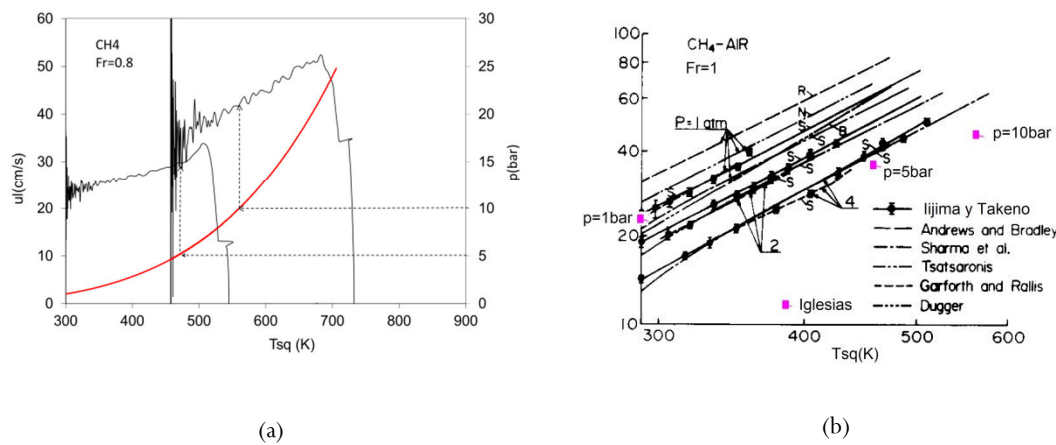 60
50
40
30
20
10
0
ul(cm/s)
CH4
Fr=0.8
30
25
20
15
10
5
0
p(bar)
300
400
500
600
700
800
900
Tsq (K)
(a)
100
80
60
40
20
10
CH₄-AIR
Fr=1
R
N
S
P=1 atm
B
S
S
S
S
S
S
S
S
4
2
p=1bar
p=5bar
p=10bar
Iijima y Takeno
Andrews and Bradley
Sharma et al.
Tsatsaronis
Garforth and Rallis
Dugger
Iglesias
300
400
500
Tsq(K)
(b)